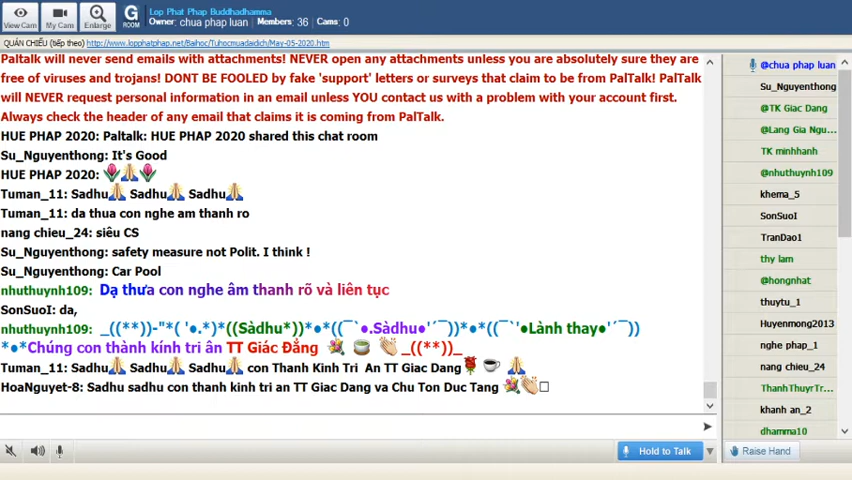 Lop Phat Phap Buddhadhamma
Owner: chua phap luan Members: 36 Cams: 0
View Cam My Cam Enlarge G ROOM
QUÁN CHIẾU (tiếp theo) http://www.lopphatphap.net/Baihoc/Tuhocmuadaidich/May-05-2020.htm
Paltalk will never send emails with attachments! NEVER open any attachments unless you are absolutely sure they are
free of viruses and trojans! DONT BE FOOLED by fake 'support' letters or surveys that claim to be from PalTalk! PalTalk
will NEVER request personal information in an email unless YOU contact us with a problem with your account first.
Always check the header of any email that claims it is coming from PalTalk.
HUE PHAP 2020: Paltalk: HUE PHAP 2020 shared this chat room
Su_Nguyenthong: It's Good
HUE PHAP 2020: 🌷🙏🌷
Tuman_11: Sadhu🙏 Sadhu🙏 Sadhu🙏
Tuman_11: da thua con nghe am thanh ro
nang chieu_24: siêu CS
Su_Nguyenthong: safety measure not Polit. I think !
Su_Nguyenthong: Car Pool
nhuthuynh109: Dạ thưa con nghe âm thanh rõ và liên tục
SonSuoI: da,
nhuthuynh109: _((**))-"*( '●.*)*((Sàdhu*))*●*((¯`●.Sàdhu●'´¯))*●*((¯`'●Lành thay●'´¯))
*●*Chúng con thành kính tri ân TT Giác Đẳng 💐 🍵 👏 _((**))_
Tuman_11: Sadhu🙏 Sadhu🙏 Sadhu🙏 con Thanh Kinh Tri An TT Giac Dang🌹 ☕ 🙏
HoaNguyet-8: Sadhu sadhu con thanh kinh tri an TT Giac Dang va Chu Ton Duc Tang 💐👏□
Hold to Talk
@chua phap luan
Su_Nguyenthong
@TK Giac Dang
@Lang Gia Ngu...
TK minhhanh
@nhuthuynh109
khema_5
SonSuoI
TranDao1
thy lam
@hongnhat
thuytu_1
Huyenmong2013
nghe phap_1
nang chieu_24
ThanhThuyrTr...
khanh an_2
dhamma10
Raise Hand